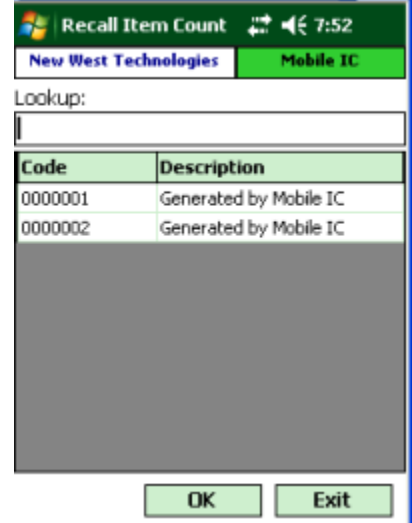 Recall Item Count 7:52
New West Technologies Mobile IC
Lookup:
Code Description
0000001 Generated by Mobile IC
0000002 Generated by Mobile IC
OK Exit